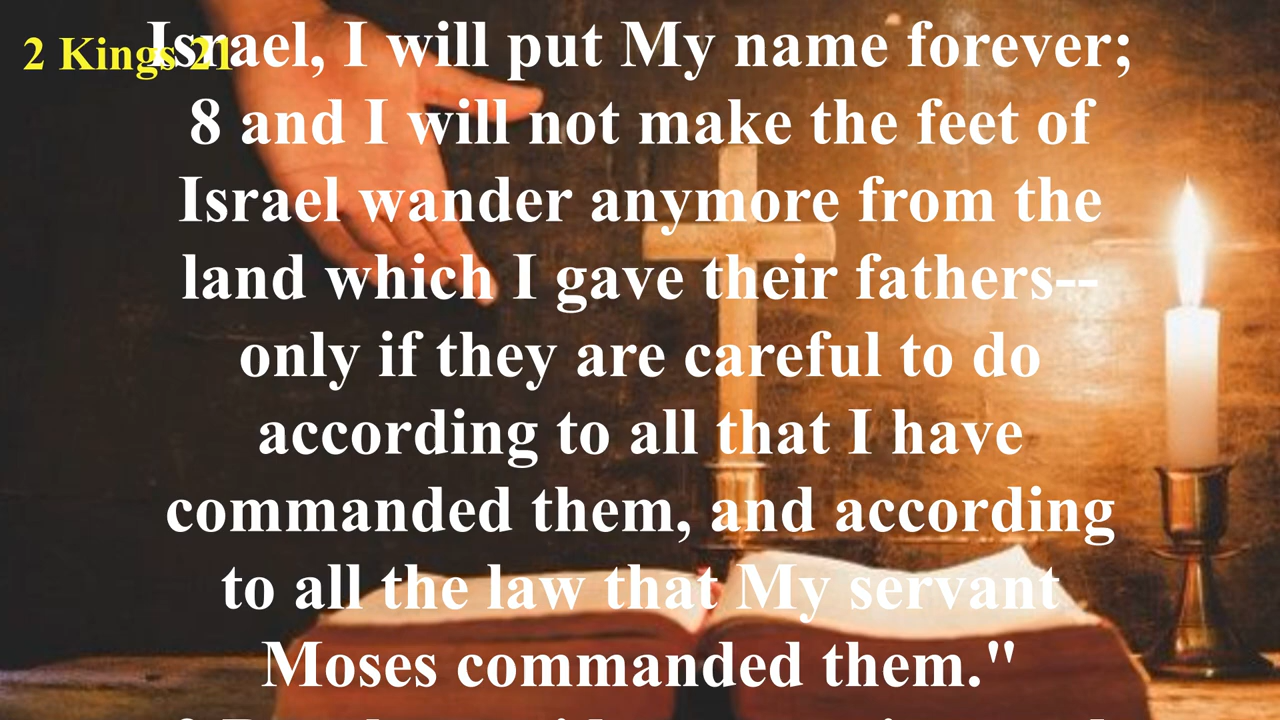 2 Kings 21
Israel, I will put My name forever;
8 and I will not make the feet of
Israel wander anymore from the
land which I gave their fathers--
only if they are careful to do
according to all that I have
commanded them, and according
to all the law that My servant
Moses commanded them."